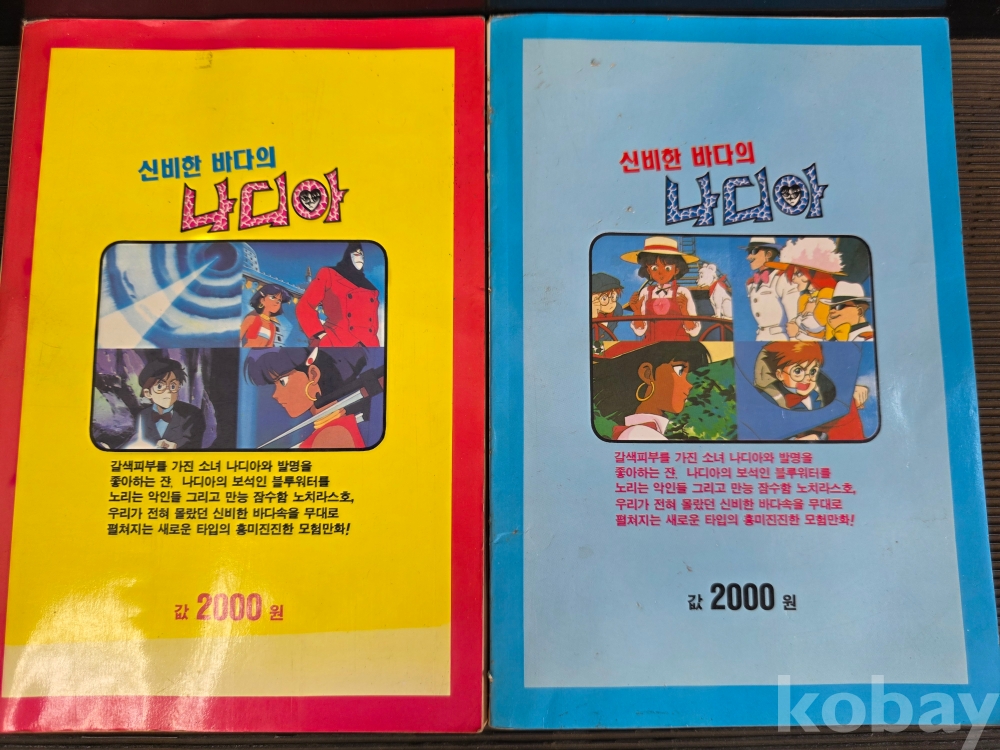 신비한 바다의
나디아
갈색피부를 가진 소녀 나디아와 발명을
좋아하는 쟌, 나디아의 보석인 블루워터를
노리는 악인들 그리고 만능 잠수함 노처라스호,
우리가 전혀 몰랐던 신비한 바다속을 무대로
펼쳐지는 새로운 타입의 흥미진진한 모험만화!
값 2000 원
신비한 바다의
나디아
갈색피부를 가진 소녀 나디아와 발명을
좋아하는 쟌, 나디아의 보석인 블루워터를
노리는 악인들 그리고 만능 잠수함 노처라스호,
우리가 전혀 몰랐던 신비한 바다속을 무대로
펼쳐지는 새로운 타입의 흥미진진한 모험만화!
값 2000 원
kobay